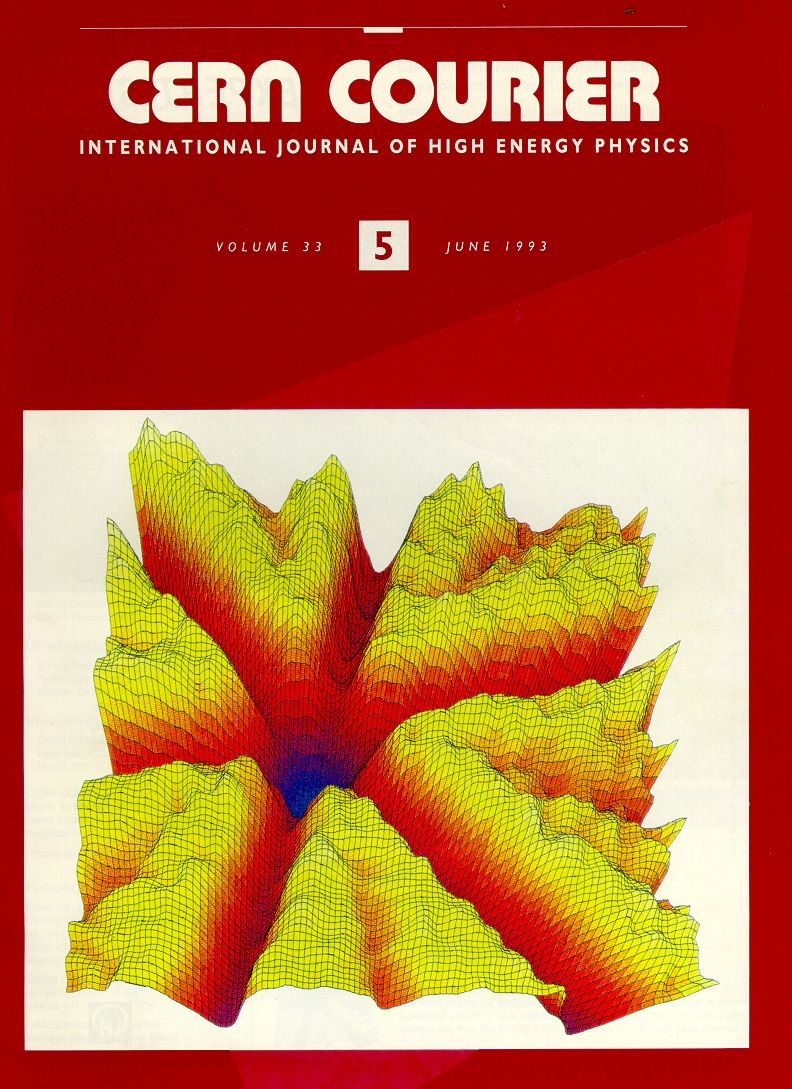 CERN COURIER
INTERNATIONAL JOURNAL OF HIGH ENERGY PHYSICS
VOLUME 33 5 JUNE 1993